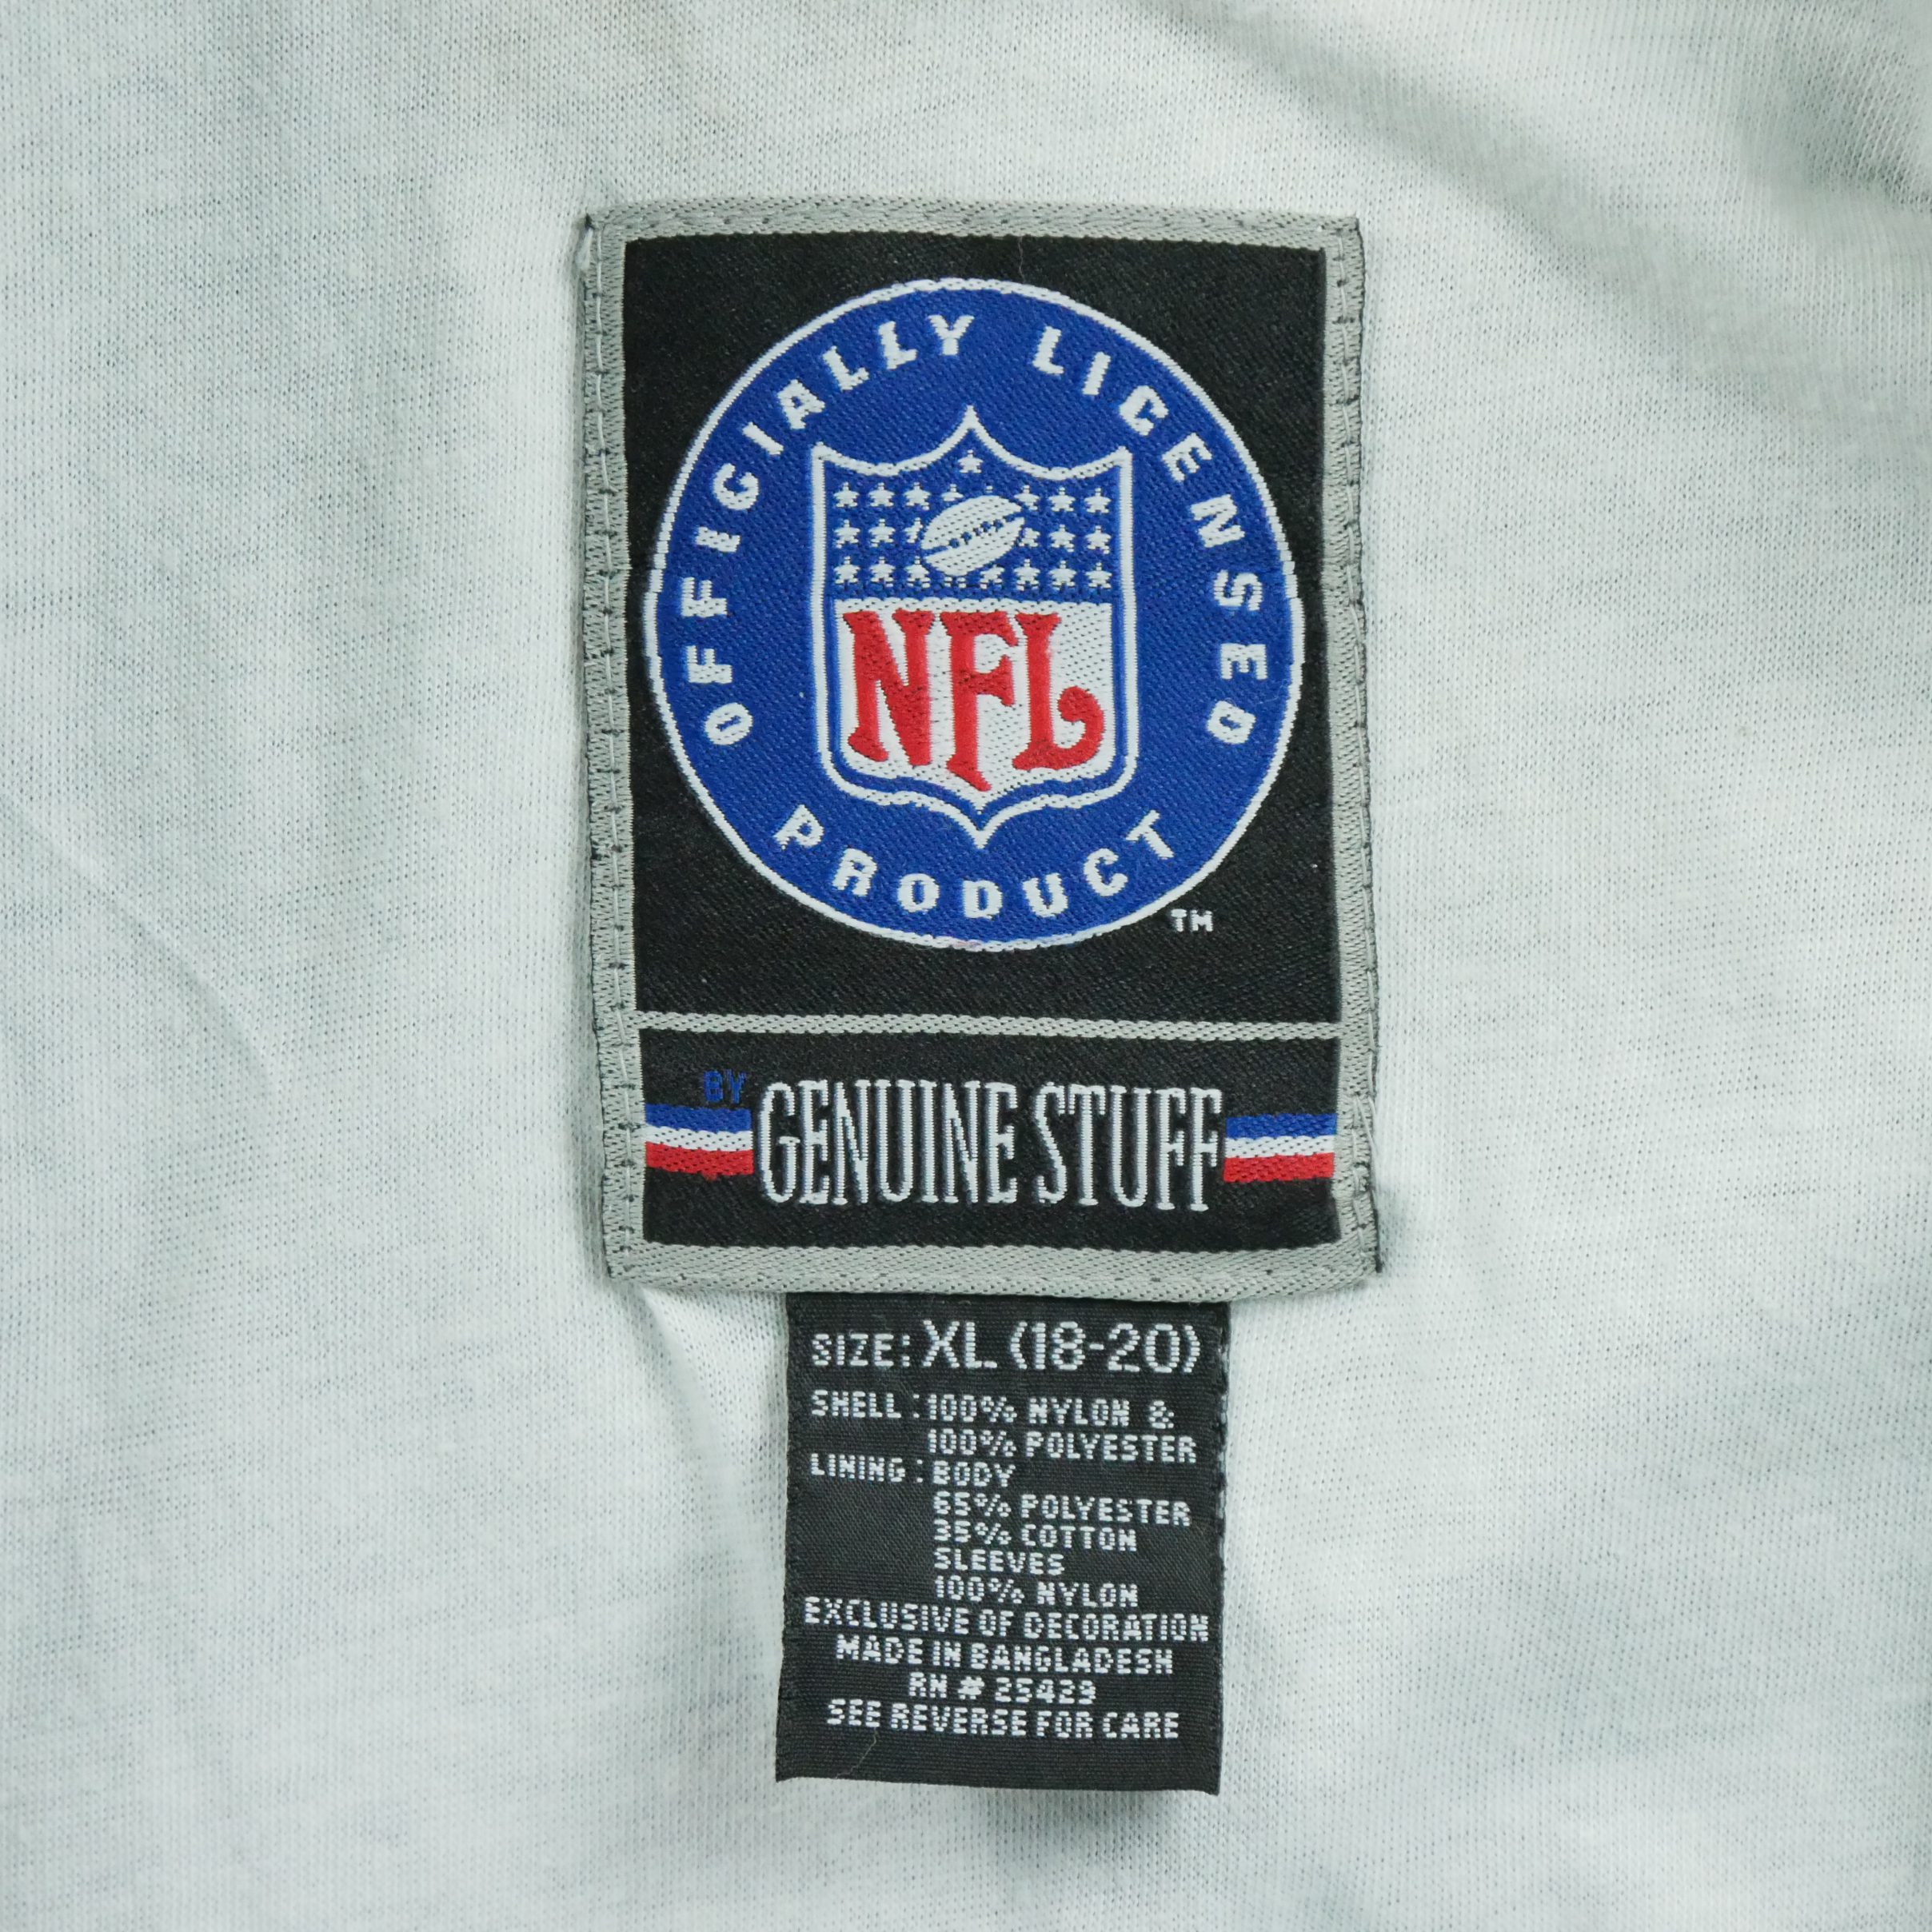 OFFICIALLY LICENSED
NFL
PRODUCT
TM
BY
GENUINE STUFF
SIZE: XL (18-20)
SHELL: 100% NYLON &
100% POLYESTER
LINING: BODY
65% POLYESTER
35% COTTON
SLEEVES
100% NYLON
EXCLUSIVE OF DECORATION
MADE IN BANGLADESH
RN # 25429
SEE REVERSE FOR CARE